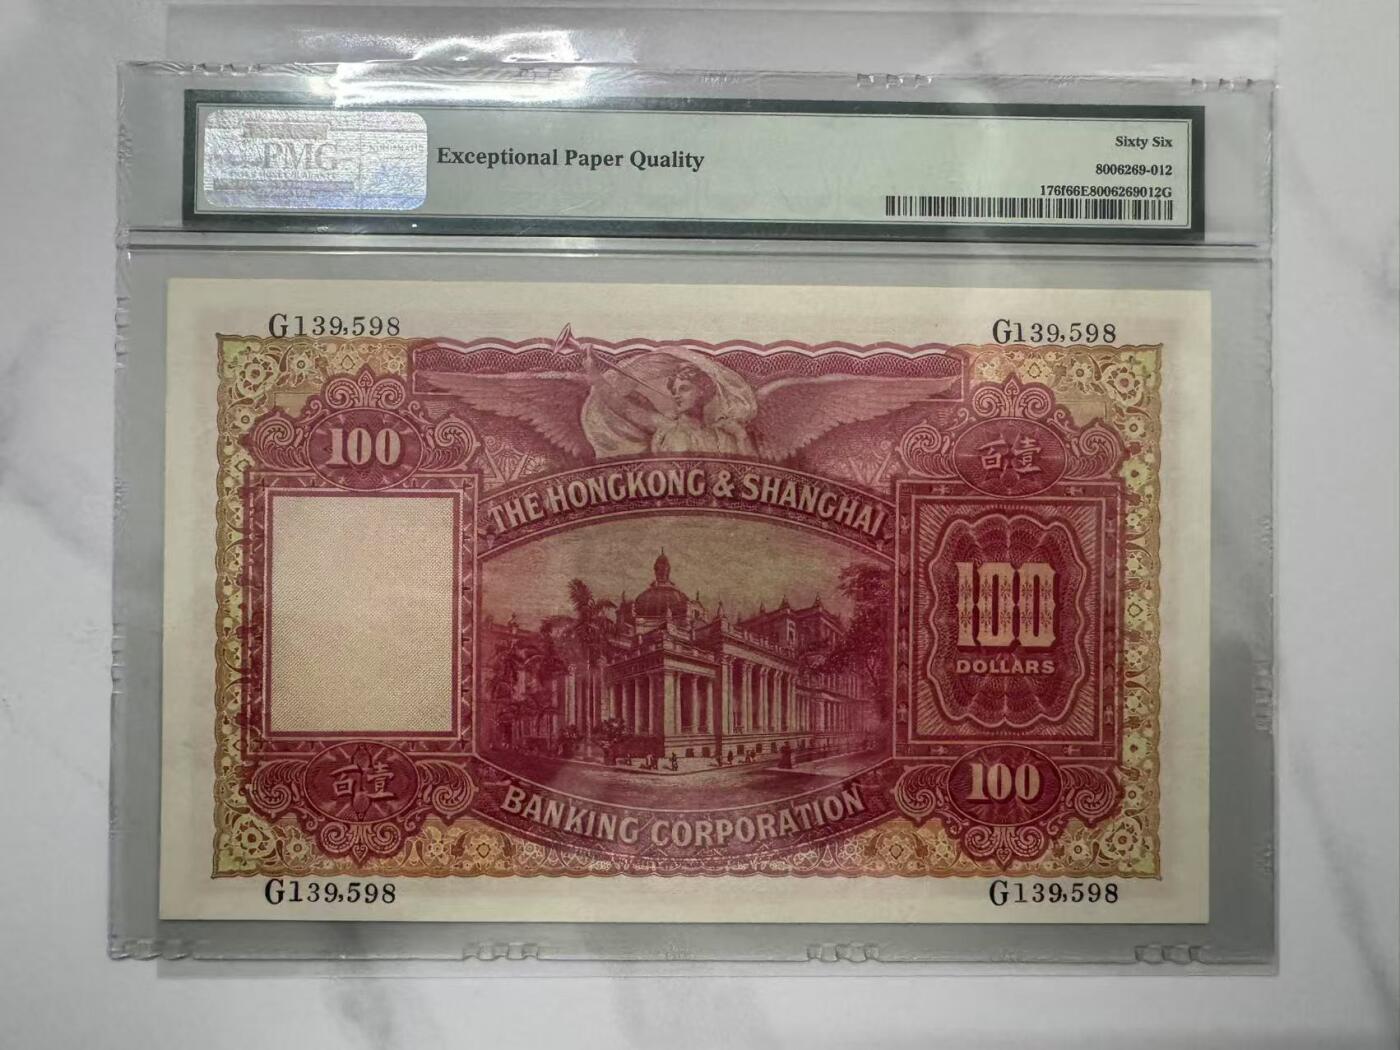 PMG
Exceptional Paper Quality
Sixty Six
8006269-012
176f66E8006269012G
G139,598
G139,598
100
百壹
THE HONGKONG & SHANGHAI
100
DOLLARS
百壹
100
BANKING CORPORATION
G139,598
G139,598